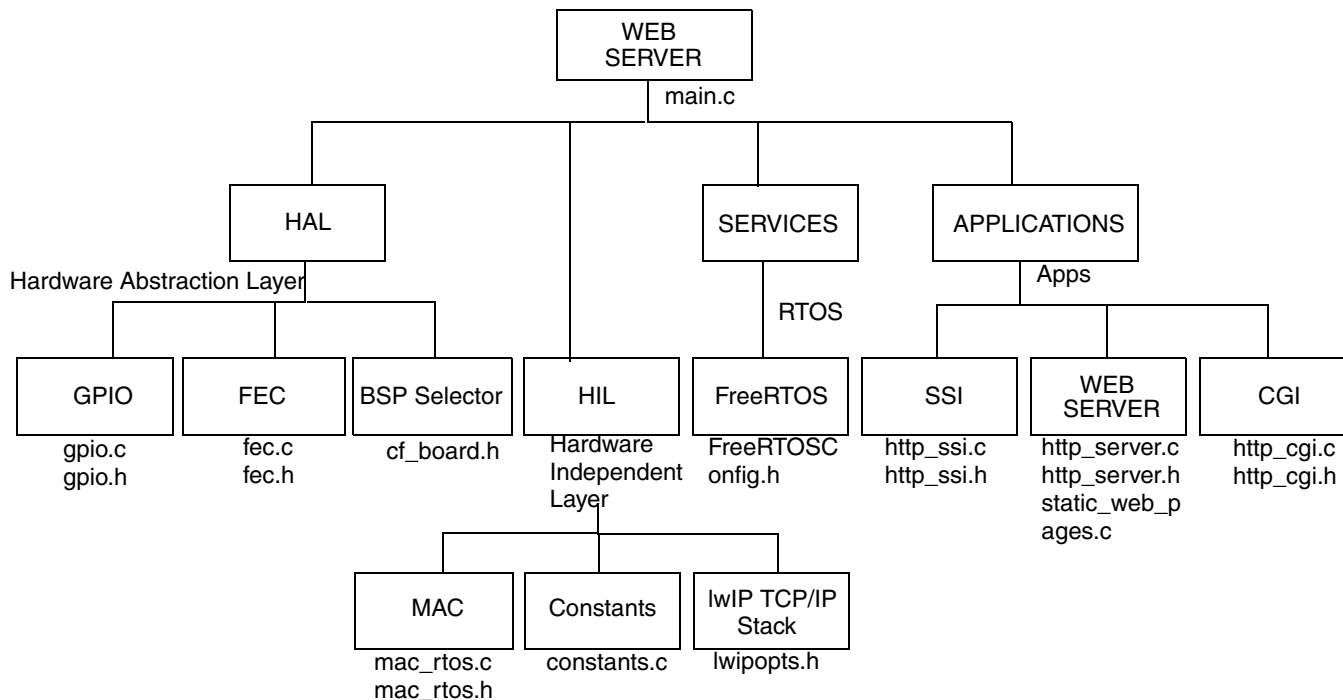 WEB
SERVER
main.c
HAL
SERVICES
APPLICATIONS
Hardware Abstraction Layer
RTOS
Apps
GPIO
gpio.c
gpio.h
FEC
fec.c
fec.h
BSP Selector
cf_board.h
HIL
Hardware
Independent
Layer
FreeRTOS
FreeRTOSC
onfig.h
SSI
http_ssi.c
http_ssi.h
WEB
SERVER
http_server.c
http_server.h
static_web_p
ages.c
CGI
http_cgi.c
http_cgi.h
MAC
mac_rtos.c
mac_rtos.h
Constants
constants.c
lwIP TCP/IP
Stack
lwipopts.h